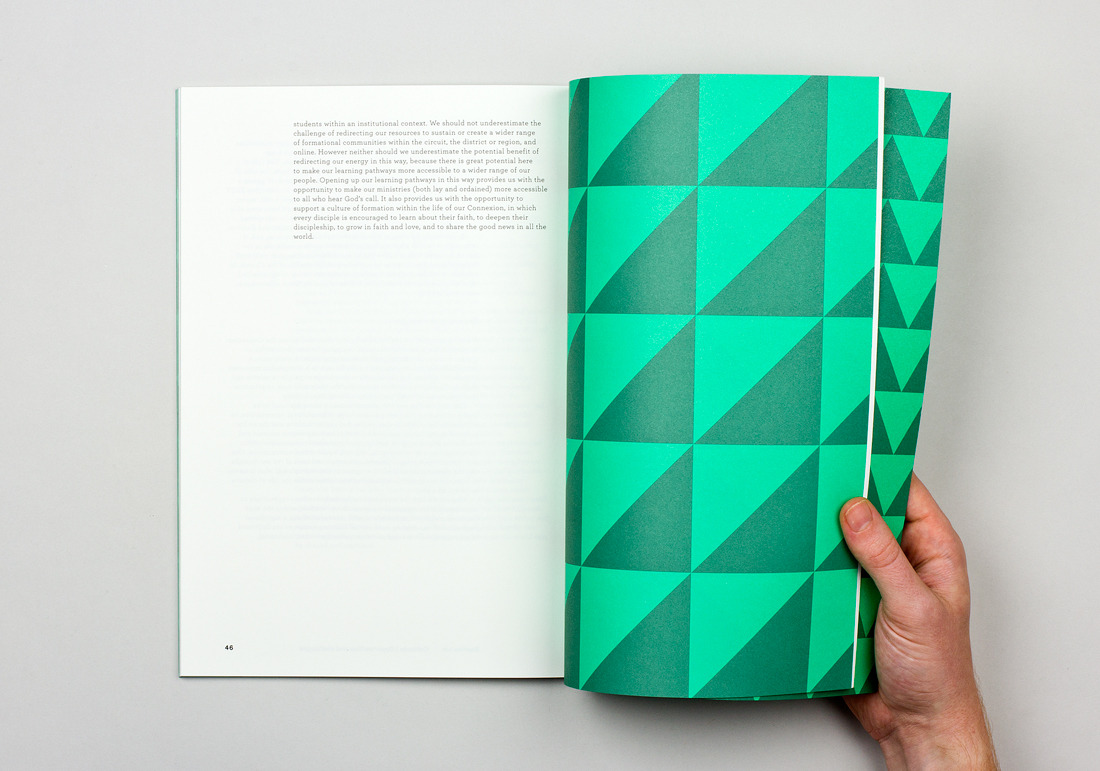 students within an institutional context. We should not underestimate the
challenge of redirecting our resources to sustain or create a wider range
of formational communities within the circuit, the district or region, and
online. However neither should we underestimate the potential benefit of
redirecting our energy in this way, because there is great potential here
to make our learning pathways more accessible to a wider range of our
people. Opening up our learning pathways in this way provides us with the
opportunity to make our ministries (both lay and ordained) more accessible
to all who hear God's call. It also provides us with the opportunity to
support a culture of formation within the life of our Connexion, in which
every disciple is encouraged to learn about their faith, to deepen their
discipleship, to grow in faith and love, and to share the good news in all the
world.
46